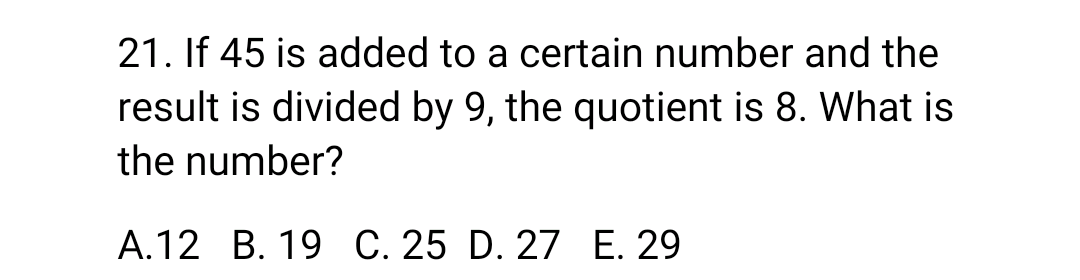 21. If 45 is added to a certain number and the
result is divided by 9, the quotient is 8. What is
the number?
A.12 B. 19 C. 25 D. 27 E. 29